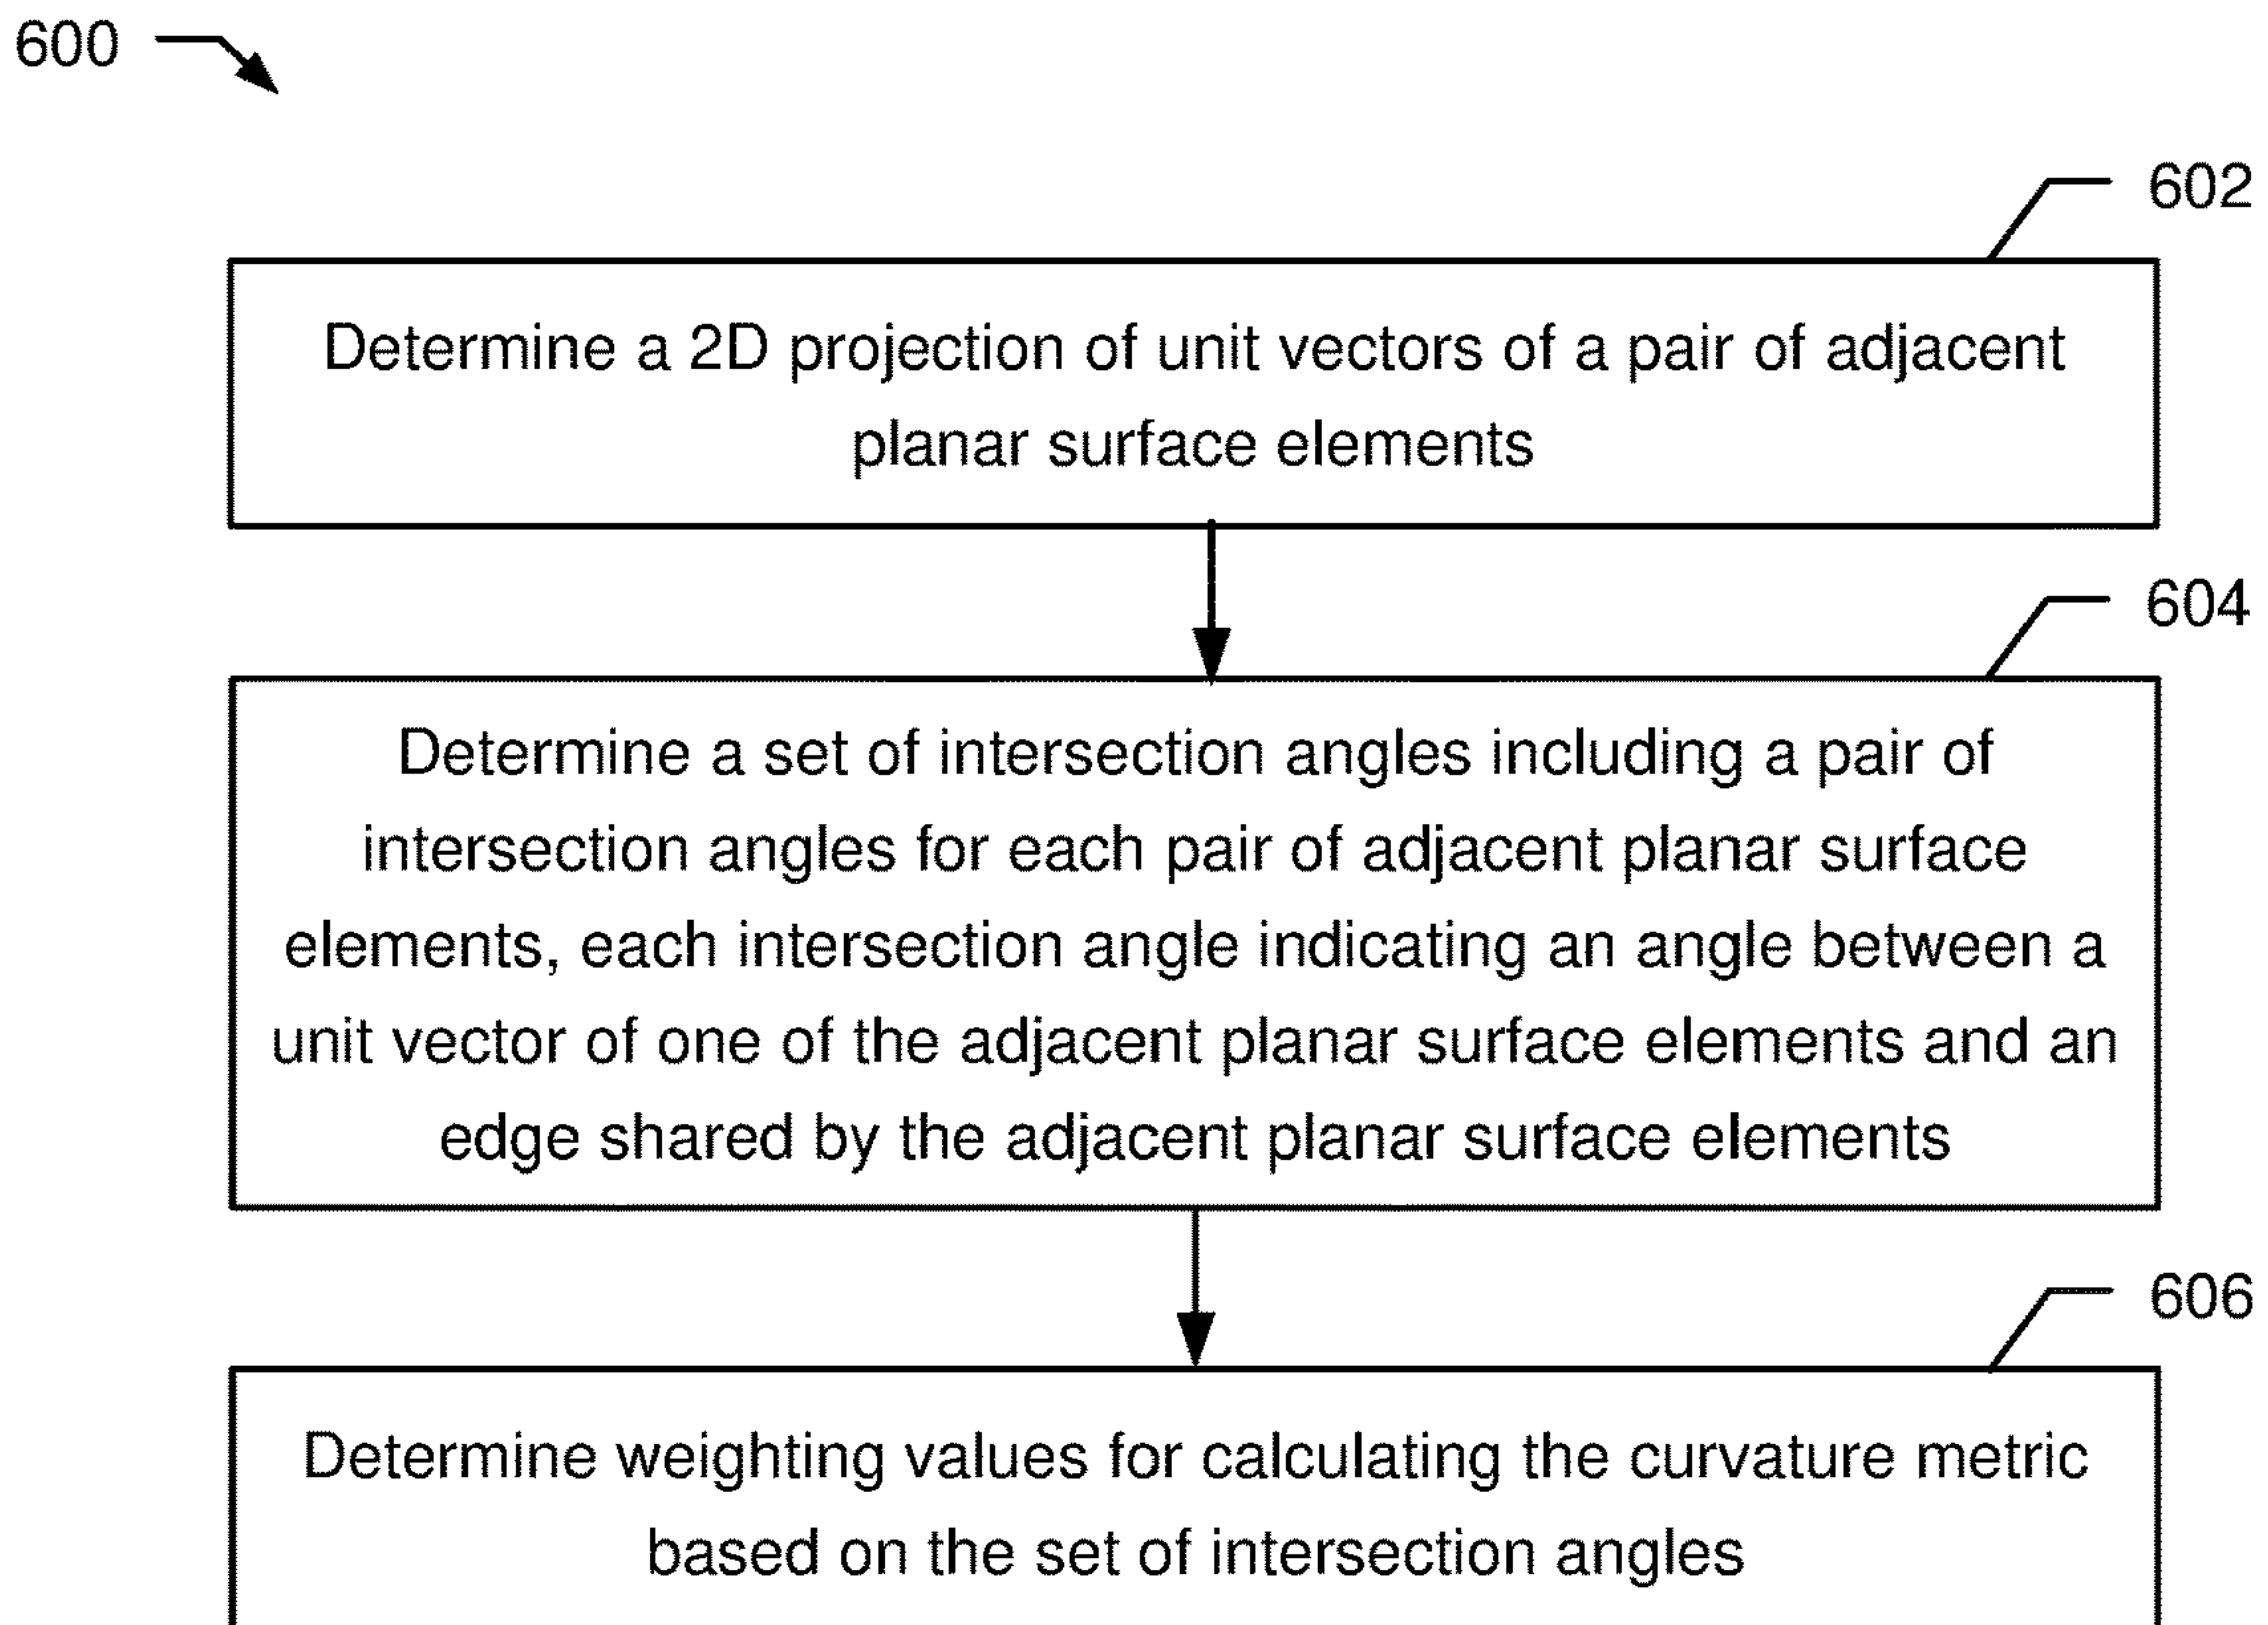 600
602
Determine a 2D projection of unit vectors of a pair of adjacent
planar surface elements
604
Determine a set of intersection angles including a pair of
intersection angles for each pair of adjacent planar surface
elements, each intersection angle indicating an angle between a
unit vector of one of the adjacent planar surface elements and an
edge shared by the adjacent planar surface elements
606
Determine weighting values for calculating the curvature metric
based on the set of intersection angles